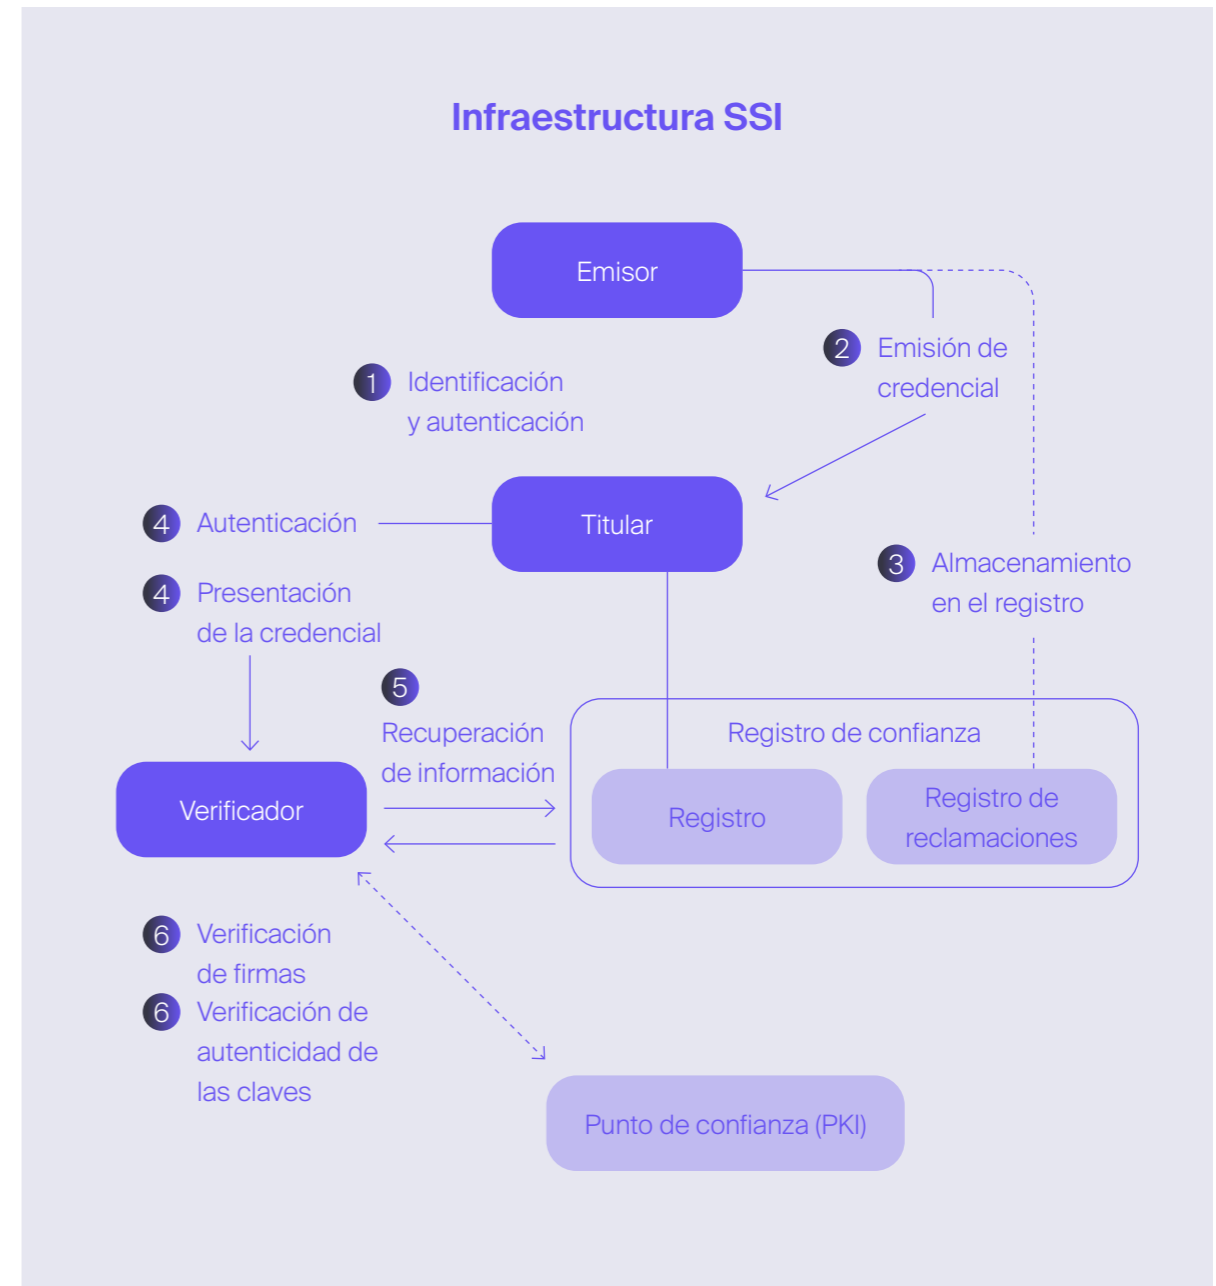 Infraestructura SSI
Emisor
2 Emisión de
credencial
1 Identificación
y autenticación
Titular
4 Autenticación
4 Presentación
de la credencial
3 Almacenamiento
en el registro
5
Recuperación
de información
Registro de confianza
Verificador
Registro
Registro de
reclamaciones
6 Verificación
de firmas
6 Verificación de
autenticidad de
las claves
Punto de confianza (PKI)